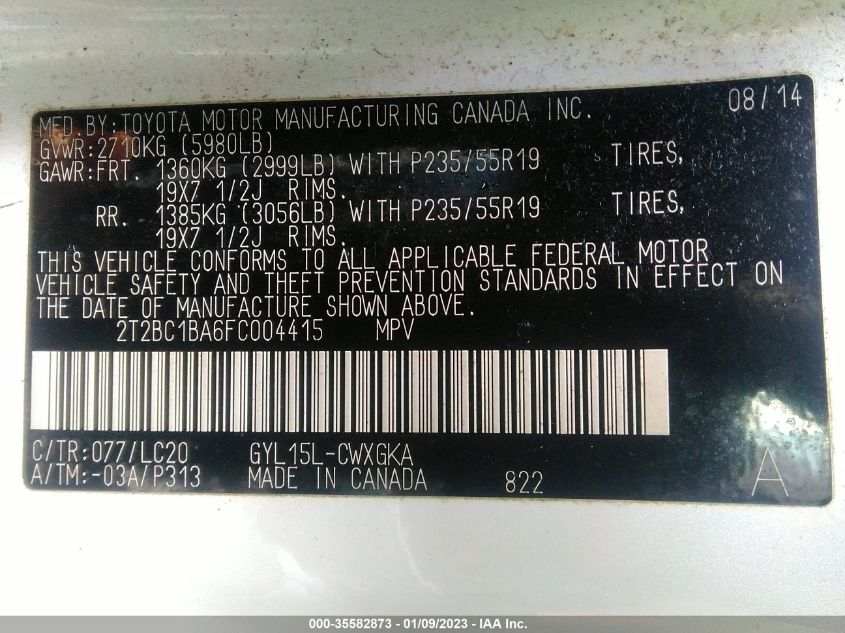 MFD.BY:TOYOTA MOTOR MANUFACTURING CANADA INC. 08/14
GVWR:2710KG (5980LB)
GAWR:FRT. 1360KG (2999LB) WITH P235/55R19 TIRES,
19X7 1/2J RIMS.
RR. 1385KG (3056LB) WITH P235/55R19 TIRES,
19X7 1/2J RIMS.
THIS VEHICLE CONFORMS TO ALL APPLICABLE FEDERAL MOTOR
VEHICLE SAFETY AND THEFT PREVENTION STANDARDS IN EFFECT ON
THE DATE OF MANUFACTURE SHOWN ABOVE.
2T2BC1BA6FC004415 MPV
C/TR:077/LC20 GYL15L-CWXGKA
A/TM:-03A/P313 MADE IN CANADA 822 A
000-35582873 - 01/09/2023 - IAA Inc.